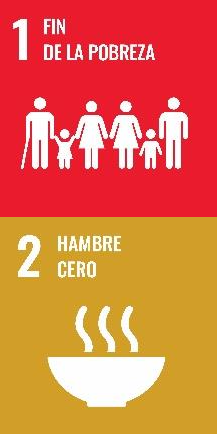 1 FIN
DE LA POBREZA
2 HAMBRE
CERO